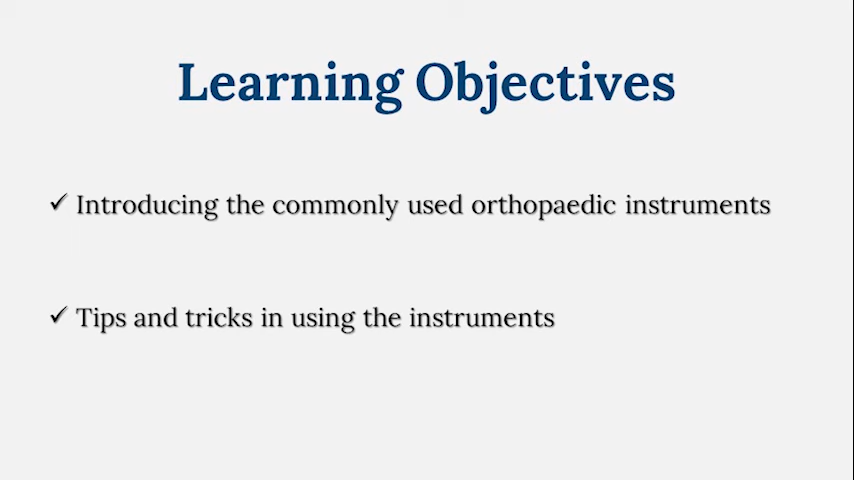 Learning Objectives
✓ Introducing the commonly used orthopaedic instruments
✓ Tips and tricks in using the instruments